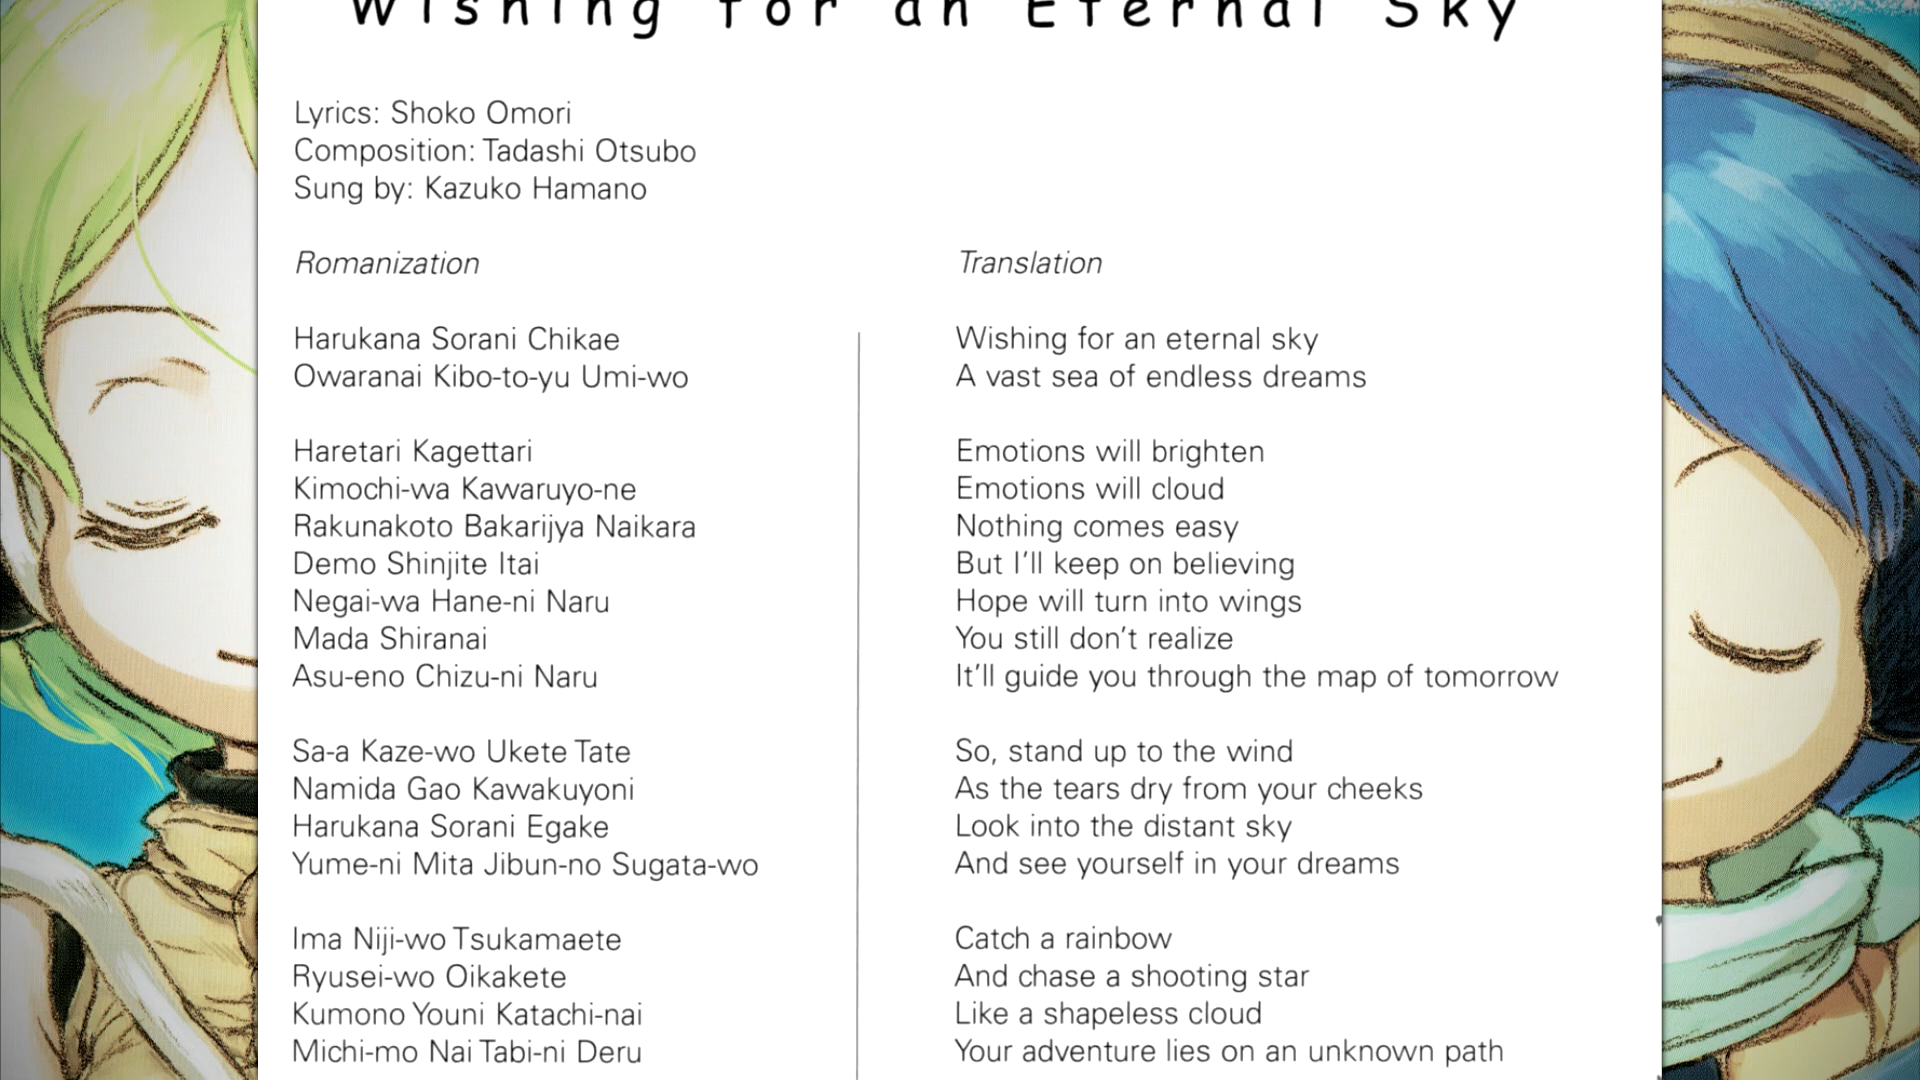 Wishing for an Eternal Sky
Lyrics: Shoko Omori
Composition: Tadashi Otsubo
Sung by: Kazuko Hamano
Romanization
Harukana Sorani Chikae
Owaranai Kibo-to-yu Umi-wo
Haretari Kagettari
Kimochi-wa Kawaruyo-ne
Rakunakoto Bakarijya Naikara
Demo Shinjite Itai
Negai-wa Hane-ni Naru
Mada Shiranai
Asu-eno Chizu-ni Naru
Sa-a Kaze-wo Ukete Tate
Namida Gao Kawakuyoni
Harukana Sorani Egake
Yume-ni Mita Jibun-no Sugata-wo
Ima Niji-wo Tsukamaete
Ryusei-wo Oikakete
Kumono Youni Katachi-nai
Michi-mo Nai Tabi-ni Deru
Translation
Wishing for an eternal sky
A vast sea of endless dreams
Emotions will brighten
Emotions will cloud
Nothing comes easy
But I'll keep on believing
Hope will turn into wings
You still don't realize
It'll guide you through the map of tomorrow
So, stand up to the wind
As the tears dry from your cheeks
Look into the distant sky
And see yourself in your dreams
Catch a rainbow
And chase a shooting star
Like a shapeless cloud
Your adventure lies on an unknown path